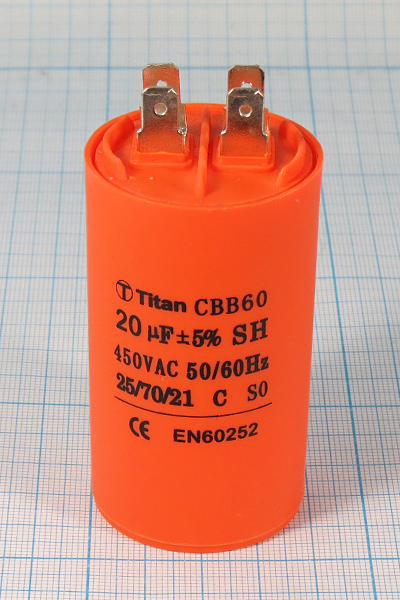 Titan CBB60
20 µF ±5% SH
450VAC 50/60Hz
25/70/21 C S0
CE EN60252